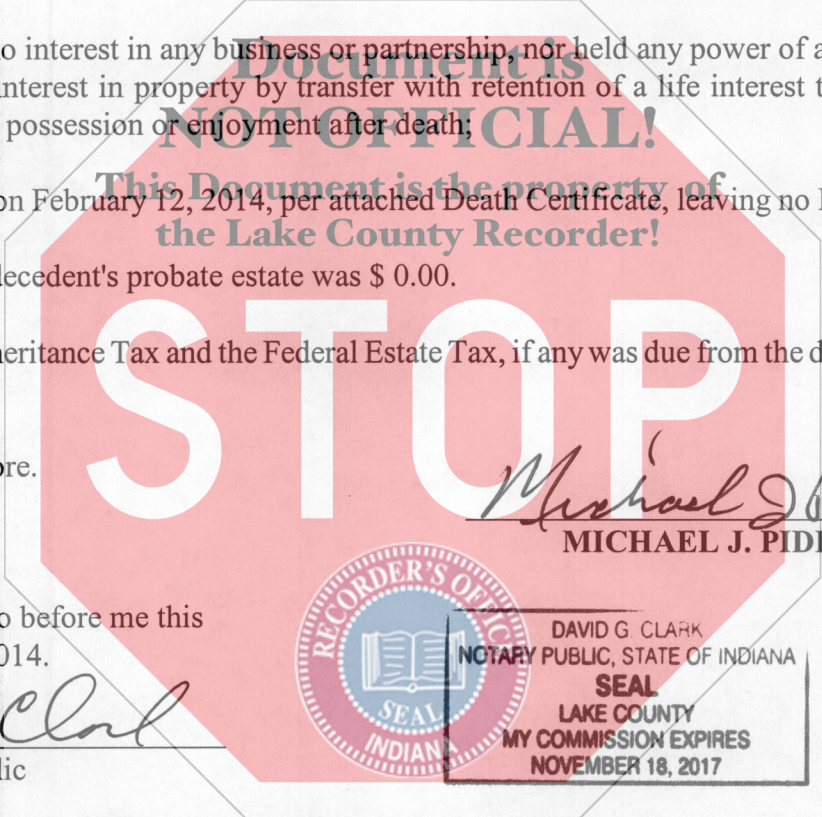 o interest in any business or partnership, nor held any power of a
Document is
interest in property by transfer with retention of a life interest t
possession or enjoyment after death;
NOT OFFICIAL!
This Document is the property of
on February 12, 2014, per attached Death Certificate, leaving no
the Lake County Recorder!
decedent's probate estate was $ 0.00.
eritance Tax and the Federal Estate Tax, if any was due from the d
STOP
ore.
Michael J
MICHAEL J. PIDI
RECORDER'S OFFICE
SEAL
INDIANA
o before me this
014.
Clark
lic
DAVID G. CLARK
NOTARY PUBLIC, STATE OF INDIANA
SEAL
LAKE COUNTY
MY COMMISSION EXPIRES
NOVEMBER 18, 2017